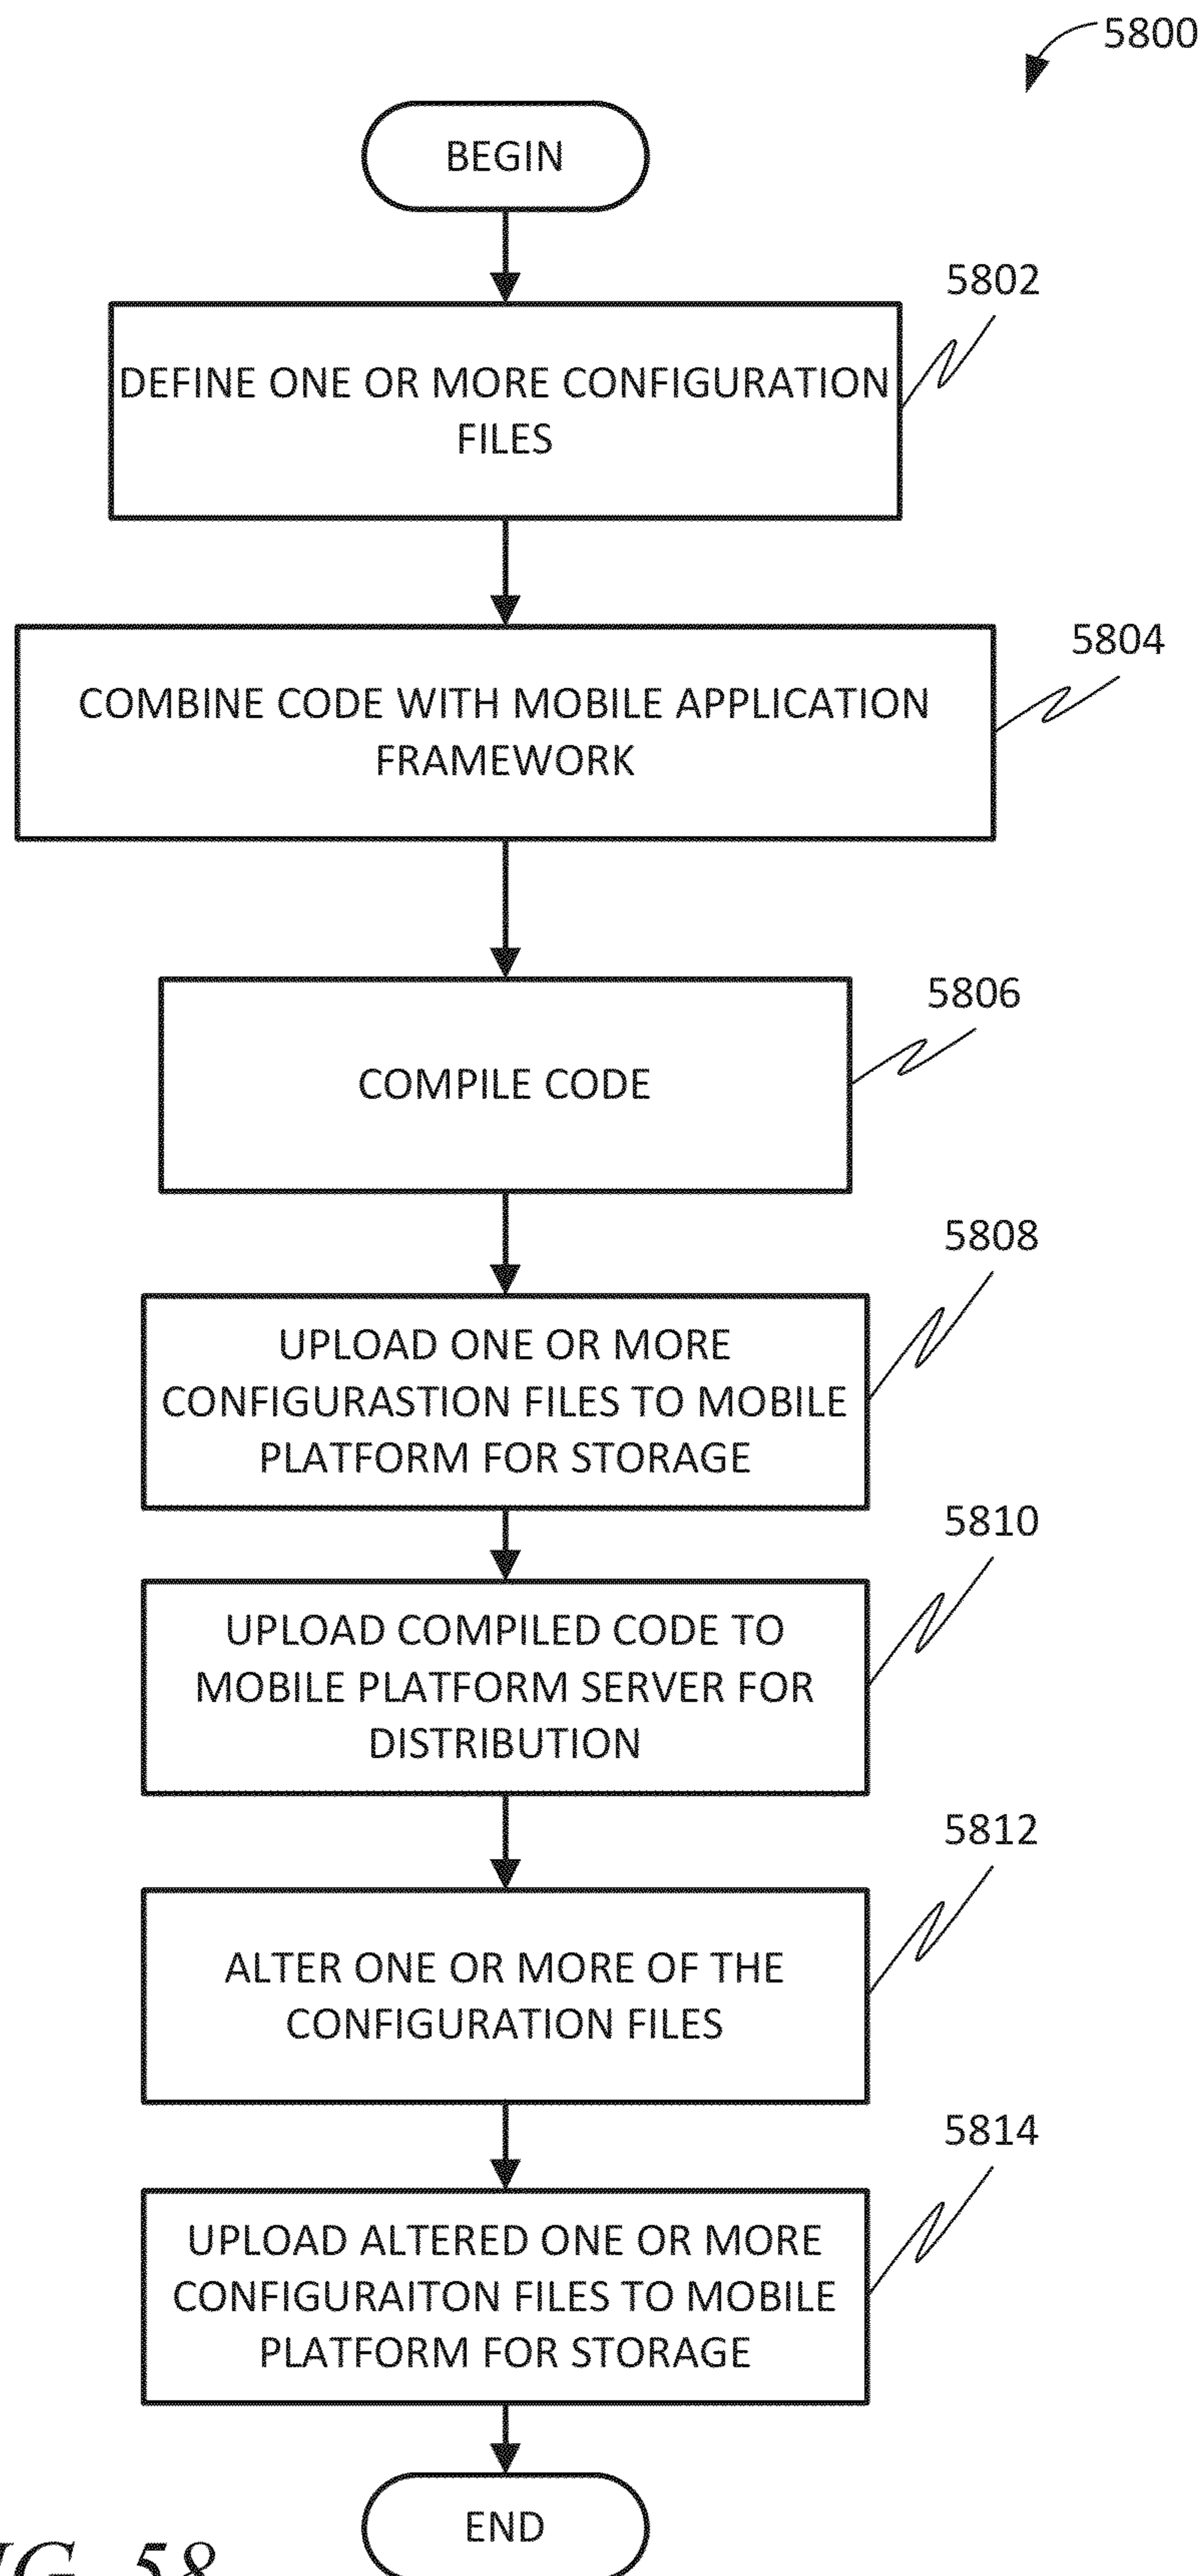 5800
BEGIN
5802
DEFINE ONE OR MORE CONFIGURATION
FILES
5804
COMBINE CODE WITH MOBILE APPLICATION
FRAMEWORK
5806
COMPILE CODE
5808
UPLOAD ONE OR MORE
CONFIGURASTION FILES TO MOBILE
PLATFORM FOR STORAGE
5810
UPLOAD COMPILED CODE TO
MOBILE PLATFORM SERVER FOR
DISTRIBUTION
5812
ALTER ONE OR MORE OF THE
CONFIGURATION FILES
5814
UPLOAD ALTERED ONE OR MORE
CONFIGURAITON FILES TO MOBILE
PLATFORM FOR STORAGE
END
58